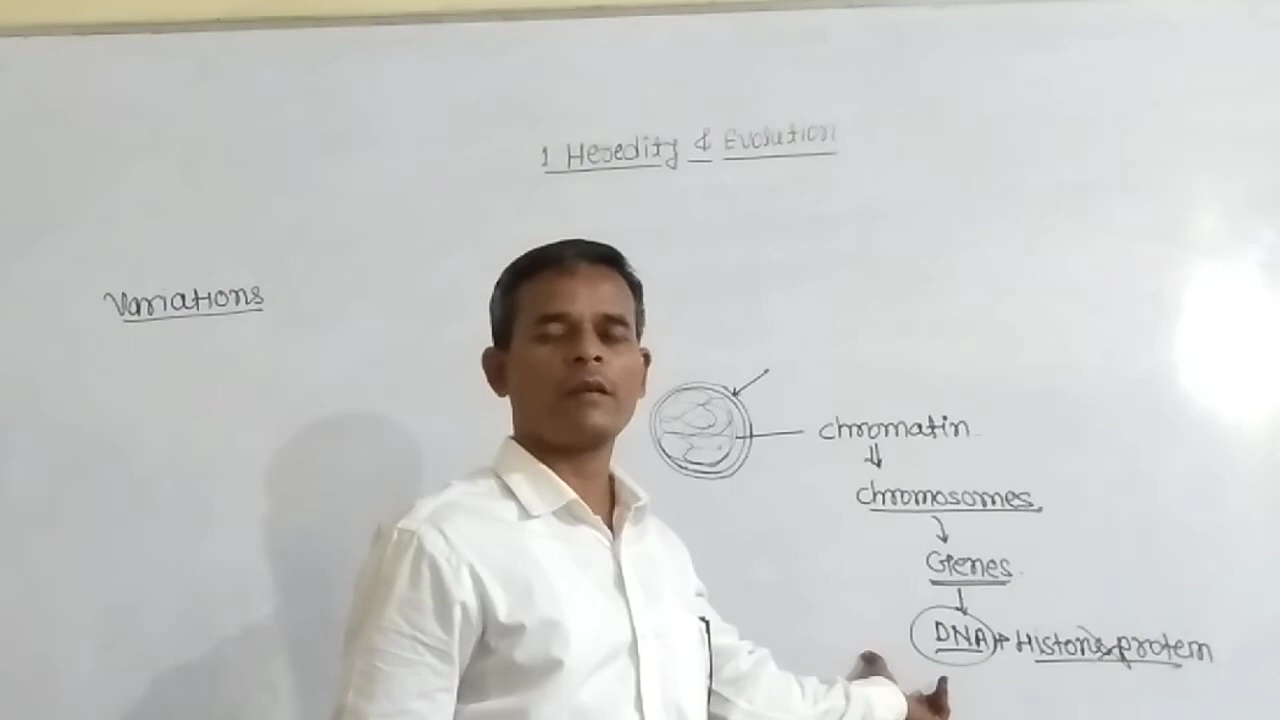 1 Heredity & Evolution
Variations
chromatin
chromosomes
Genes
DNA + Histone protein